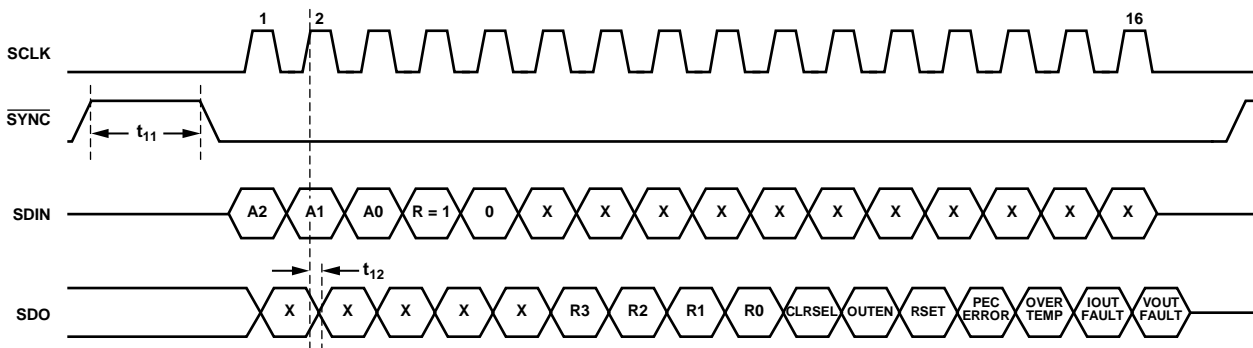 1 2 16
SCLK
SYNC
t11
SDIN A2 A1 A0 R = 1 0 X X X X X X X X X X X
t12
SDO X X X X X R3 R2 R1 R0 CLRSEL OUTEN RSET PEC ERROR OVER TEMP IOUT FAULT VOUT FAULT